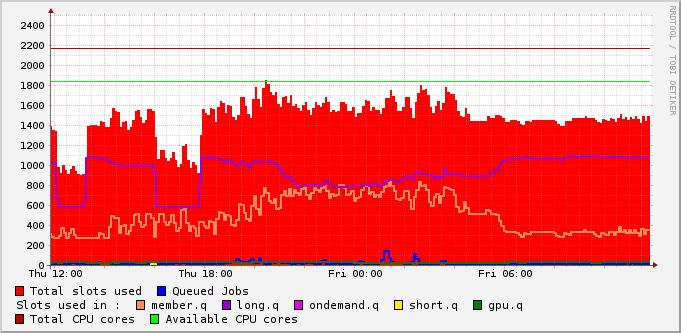 RRDTOOL / TOBI OETIKER
2400
2200
2000
1800
1600
1400
1200
1000
800
600
400
200
0
Thu 12:00 Thu 18:00 Fri 00:00 Fri 06:00
Total slots used Queued Jobs
Slots used in : member.q long.q ondemand.q short.q gpu.q
Total CPU cores Available CPU cores